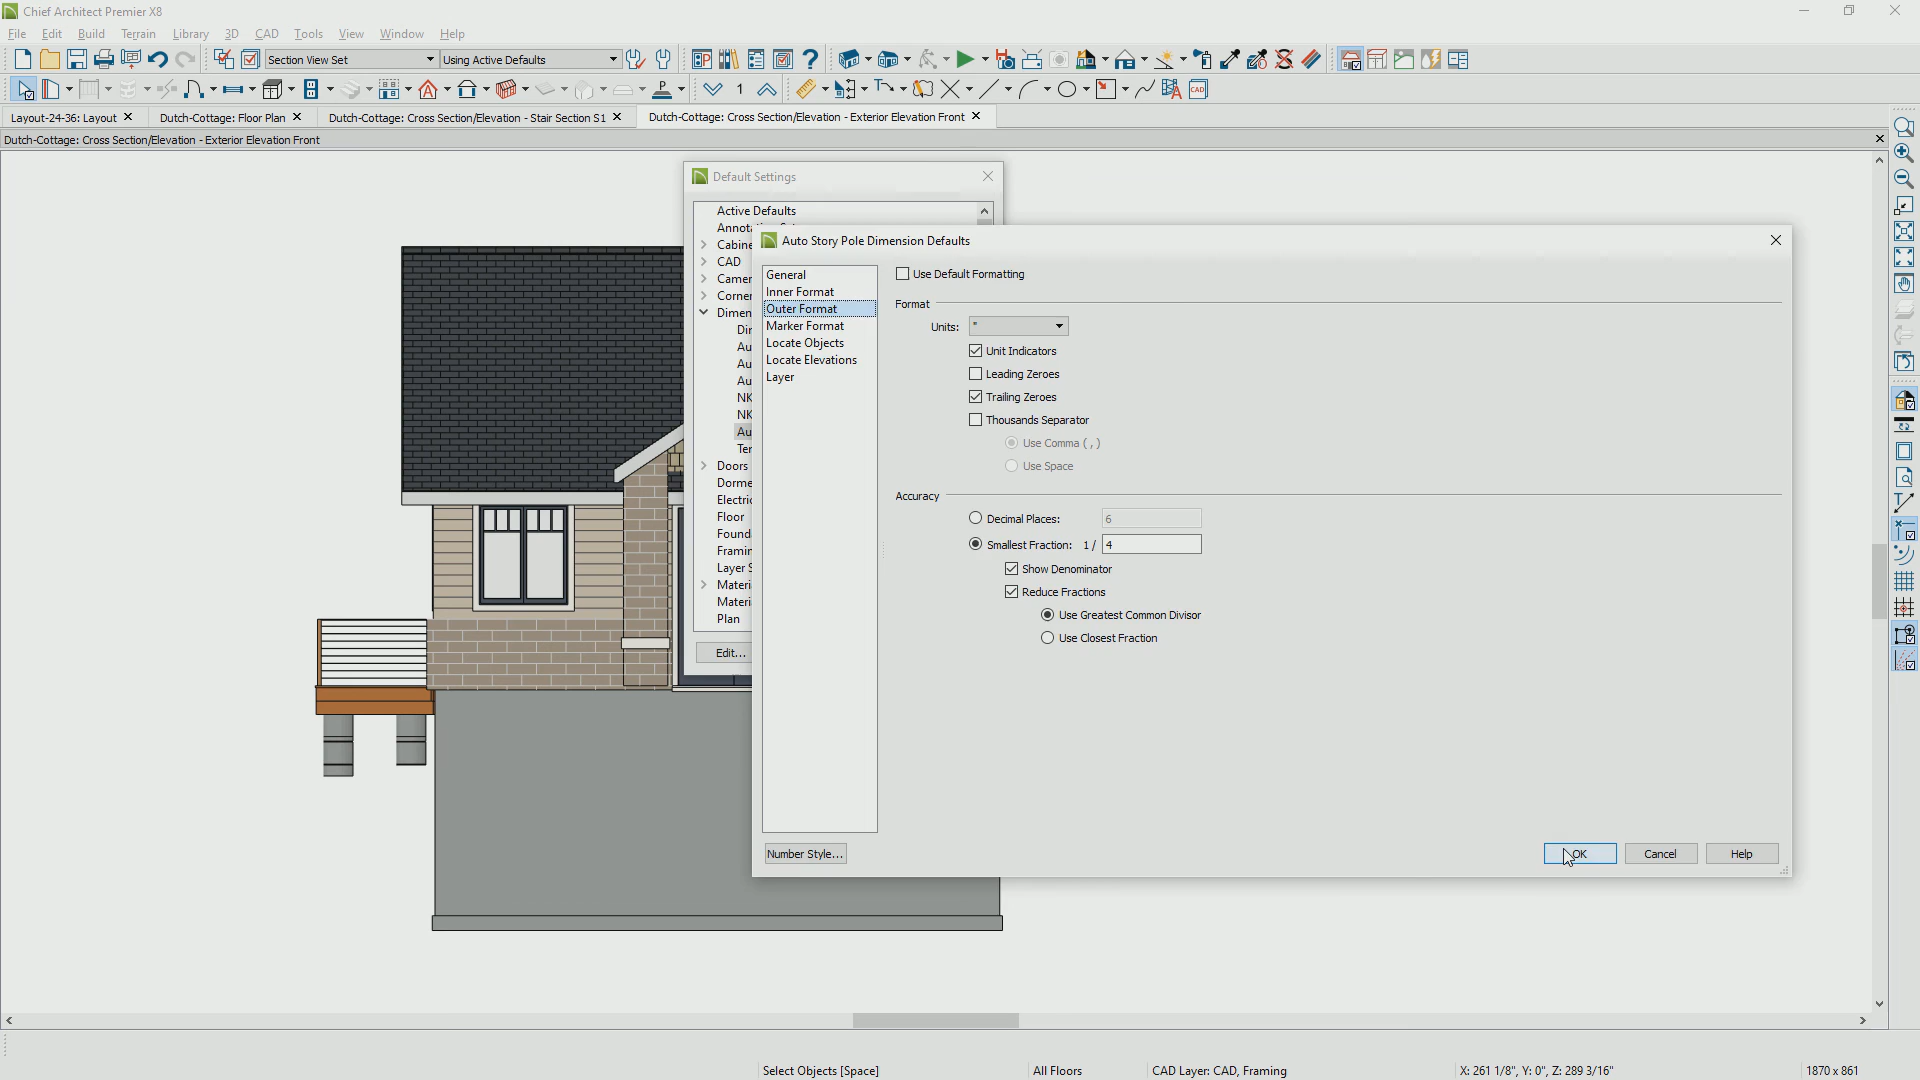 Chief Architect Premier X8
File Edit Build Terrain Library 3D CAD Tools View Window Help
Section View Set Using Active Defaults
1 CAD
Layout-24-36: Layout Dutch-Cottage: Floor Plan Dutch-Cottage: Cross Section/Elevation - Stair Section S1 Dutch-Cottage: Cross Section/Elevation - Exterior Elevation Front
Dutch-Cottage: Cross Section/Elevation - Exterior Elevation Front
Default Settings
Active Defaults
CAD
Doors
Floor
Plan
Edit...
Auto Story Pole Dimension Defaults
General
Inner Format
Outer Format
Marker Format
Locate Objects
Locate Elevations
Layer
Number Style...
Use Default Formatting
Format
Units: "
Unit Indicators
Leading Zeroes
Trailing Zeroes
Thousands Separator
Use Comma ( , )
Use Space
Accuracy
Decimal Places: 6
Smallest Fraction: 1 / 4
Show Denominator
Reduce Fractions
Use Greatest Common Divisor
Use Closest Fraction
OK Cancel Help
Select Objects [Space] All Floors CAD Layer: CAD, Framing X: 261 1/8", Y: 0", Z: 289 3/16" 1870 x 861